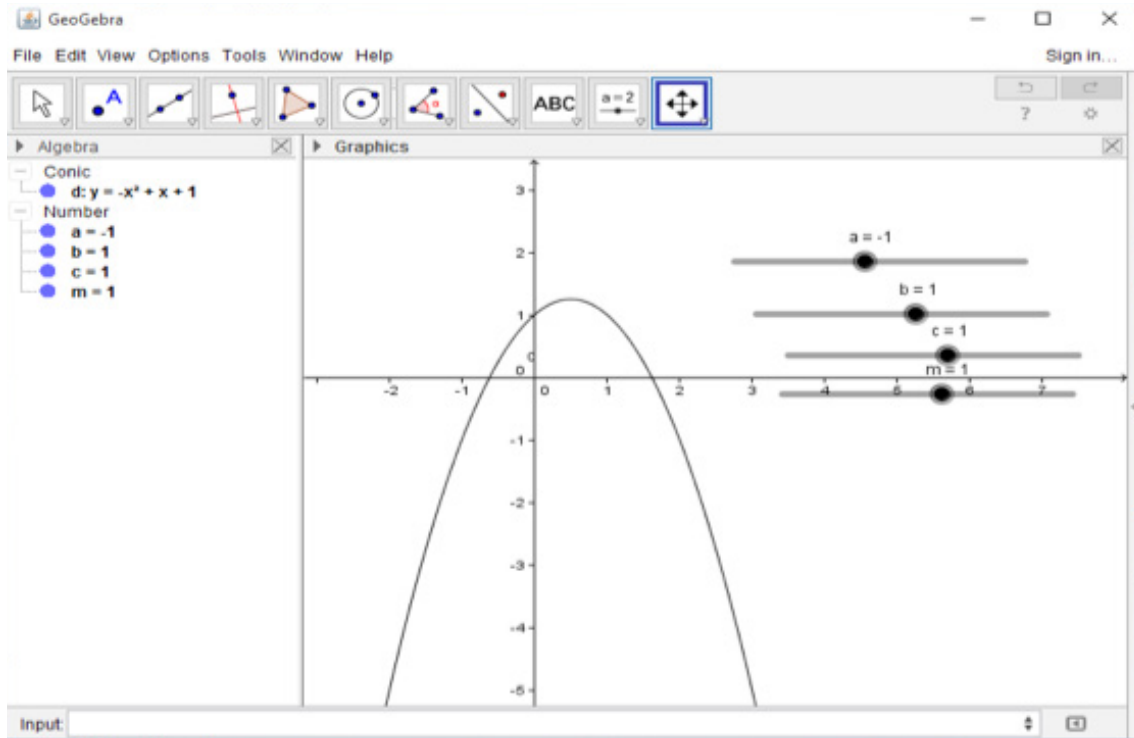 GeoGebra
File Edit View Options Tools Window Help Sign in...
A α ABC a=2 ?
Algebra
Graphics
Conic
d: y = -x² + x + 1
Number
a = -1
b = 1
c = 1
m = 1
3
2
1
0
-1
-2
-3
-4
-5
-2 -1 0 1 2 3 4 5 6 7
a = -1
b = 1
c = 1
m = 1
Input: